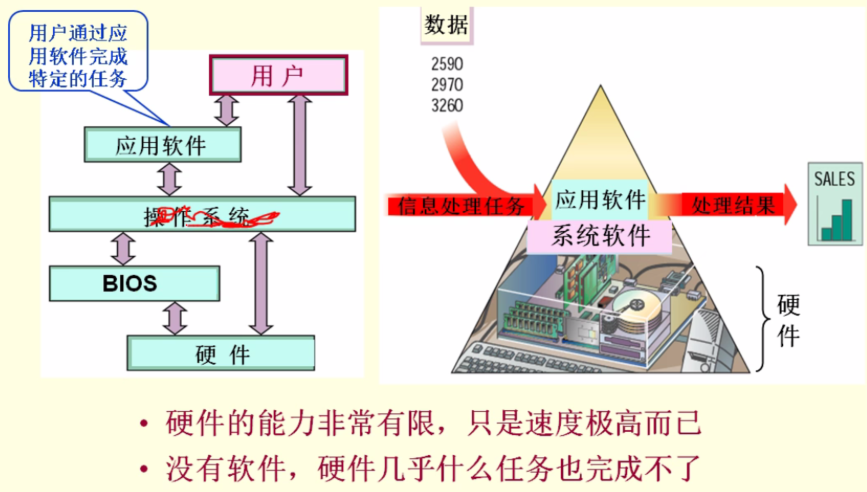 用户通过应
用软件完成
特定的任务
用 户
应用软件
操作系统
BIOS
硬 件
数据
2590
2970
3260
信息处理任务
应用软件
处理结果
系统软件
SALES
硬
件
• 硬件的能力非常有限，只是速度极高而已
• 没有软件，硬件几乎什么任务也完成不了